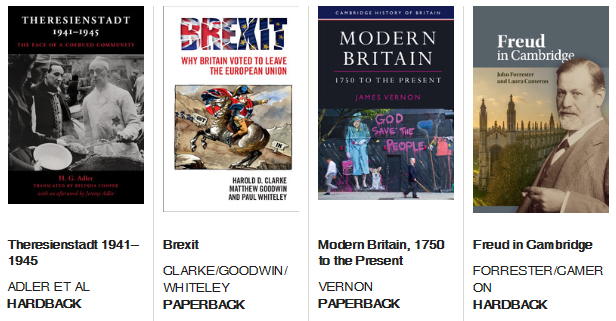 THERESIENSTADT
1941–1945
THE FACE OF A COERCED COMMUNITY
H. G. Adler
TRANSLATED BY BELINDA COOPER
with an afterword by Jeremy Adler
Theresienstadt 1941–
1945
ADLER ET AL
HARDBACK
BREXIT
WHY BRITAIN VOTED TO LEAVE
THE EUROPEAN UNION
HAROLD D. CLARKE
MATTHEW GOODWIN
AND PAUL WHITELEY
Brexit
CLARKE/GOODWIN/
WHITELEY
PAPERBACK
CAMBRIDGE HISTORY OF BRITAIN
MODERN
BRITAIN
1750 TO THE PRESENT
JAMES VERNON
GOD
SAVE THE
PEOPLE
Modern Britain, 1750
to the Present
VERNON
PAPERBACK
Freud
in Cambridge
John Forrester
and Laura Cameron
Freud in Cambridge
FORRESTER/CAMER
ON
HARDBACK